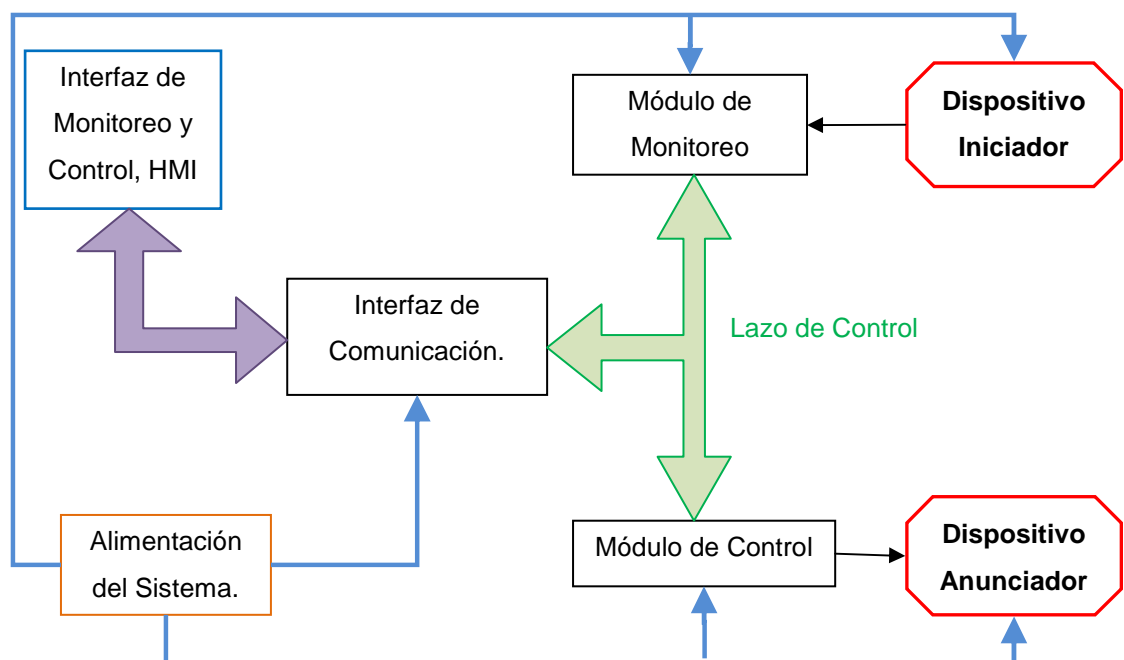 Interfaz de
Monitoreo y
Control, HMI
Módulo de
Monitoreo
Dispositivo
Iniciador
Interfaz de
Comunicación.
Lazo de Control
Alimentación
del Sistema.
Módulo de Control
Dispositivo
Anunciador